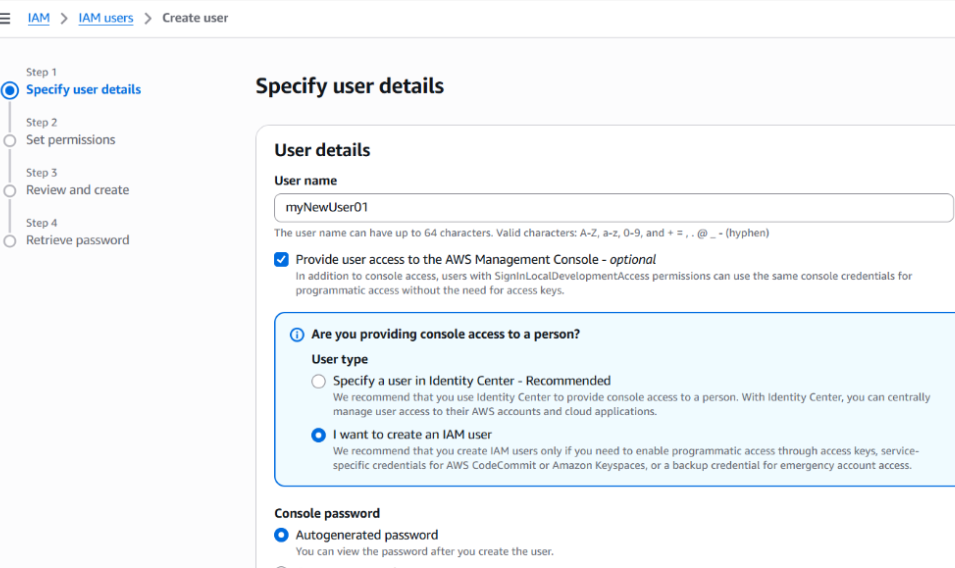 IAM > IAM users > Create user
Step 1
Specify user details
Step 2
Set permissions
Step 3
Review and create
Step 4
Retrieve password
Specify user details
User details
User name
myNewUser01
The user name can have up to 64 characters. Valid characters: A-Z, a-z, 0-9, and + = , . @ _ - (hyphen)
Provide user access to the AWS Management Console - optional
In addition to console access, users with SignInLocalDevelopmentAccess permissions can use the same console credentials for
programmatic access without the need for access keys.
Are you providing console access to a person?
User type
Specify a user in Identity Center - Recommended
We recommend that you use Identity Center to provide console access to a person. With Identity Center, you can centrally
manage user access to their AWS accounts and cloud applications.
I want to create an IAM user
We recommend that you create IAM users only if you need to enable programmatic access through access keys, service-
specific credentials for AWS CodeCommit or Amazon Keyspaces, or a backup credential for emergency account access.
Console password
Autogenerated password
You can view the password after you create the user.